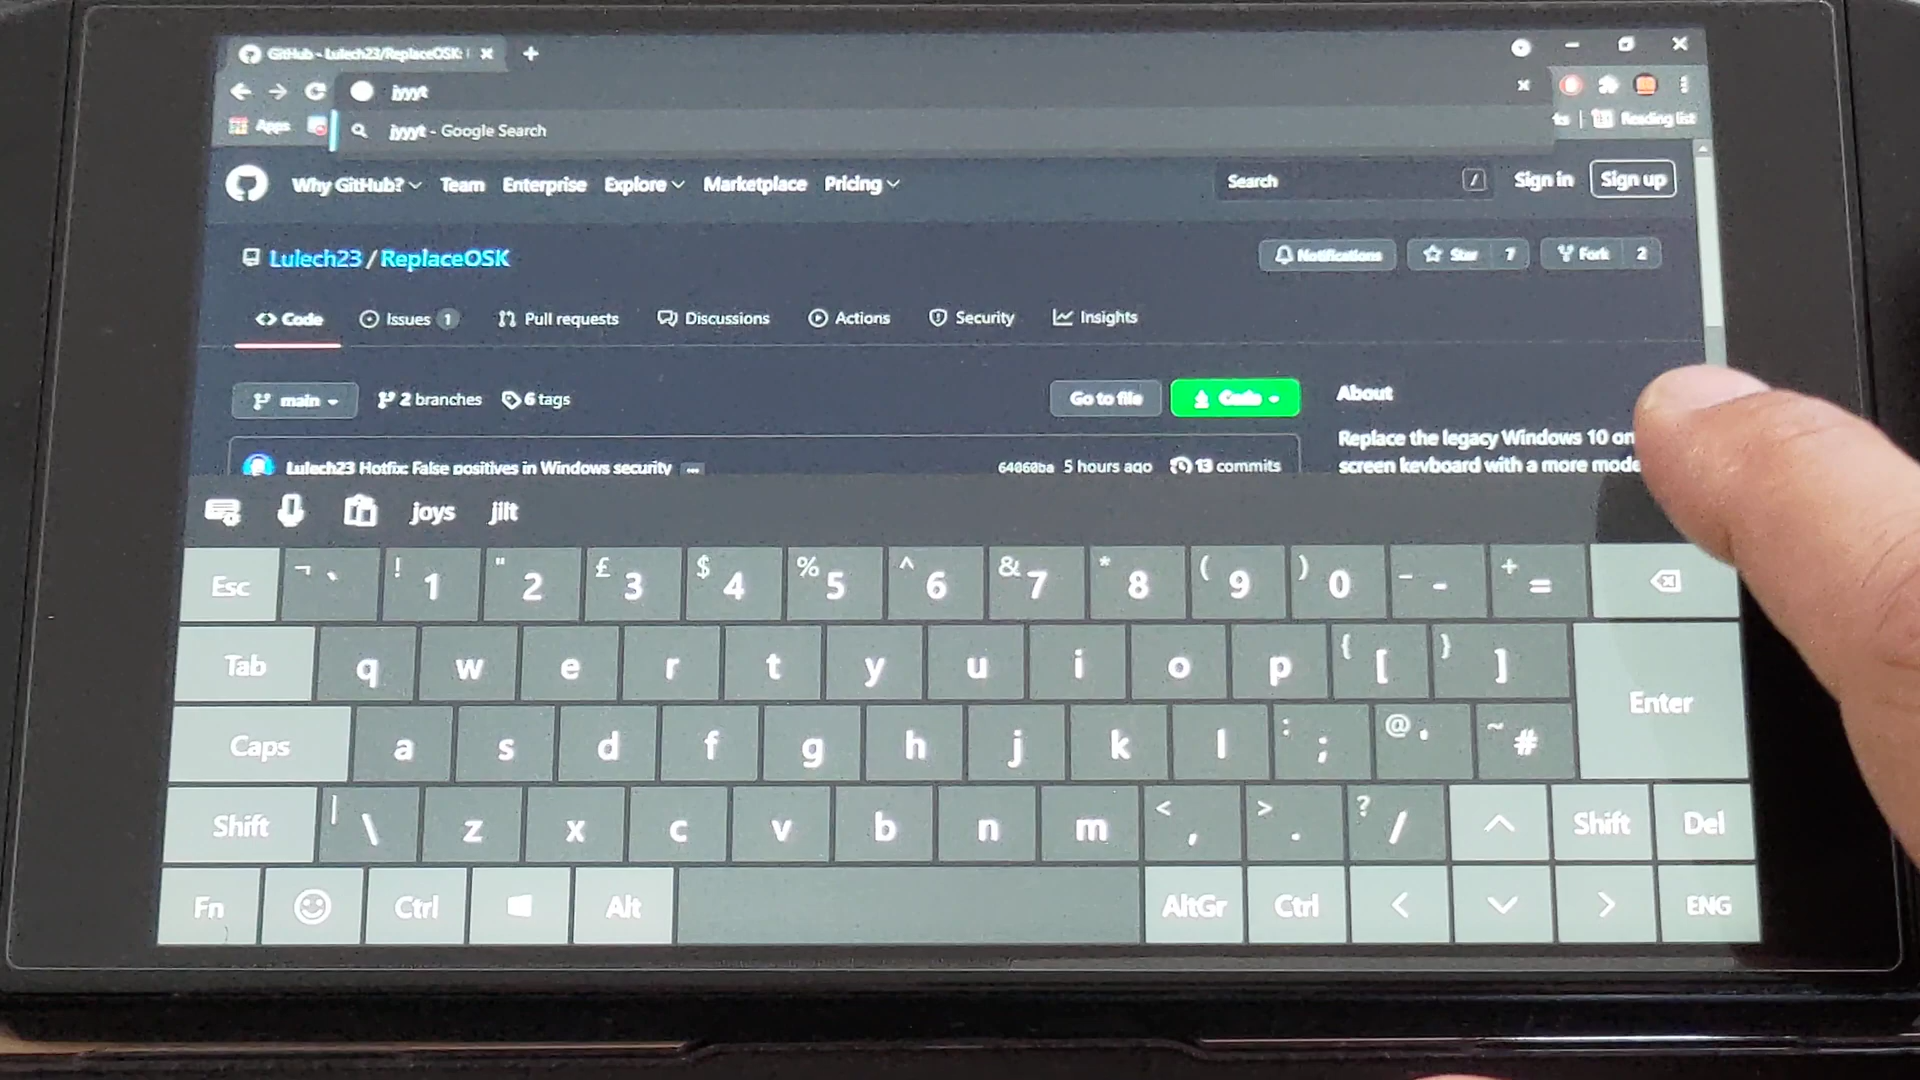 GitHub - Lulech23/ReplaceOSK:
jyyyt
Apps
jyyyt - Google Search
Reading list
Why GitHub? Team Enterprise Explore Marketplace Pricing
Search / Sign in Sign up
Lulech23 / ReplaceOSK
Notifications Star 7 Fork 2
Code Issues 1 Pull requests Discussions Actions Security Insights
main 2 branches 6 tags Go to file Code About
Replace the legacy Windows 10 on
Lulech23 Hotfix: False positives in Windows security ... 64060ba 5 hours ago 13 commits
screen keyboard with a more mode
joys jilt
Esc ¬ ` ! 1 " 2 £ 3 $ 4 % 5 ^ 6 & 7 * 8 ( 9 ) 0 _ - + =
Tab q w e r t y u i o p { [ } ]
Enter
Caps a s d f g h j k l : ; @ ' ~ #
Shift | \ z x c v b n m < , > . ? / Shift Del
Fn Ctrl Alt AltGr Ctrl ENG